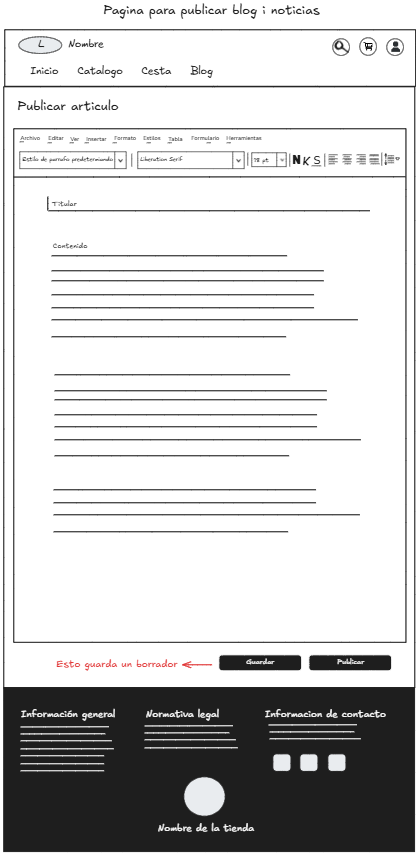 Pagina para publicar blog i noticias
L Nombre
Inicio Catalogo Cesta Blog
Publicar articulo
Archivo Editar Ver Insertar Formato Estilos Tabla Formulario Herramientas
Estilo de parrafo predeterminando Liberation Serif 18 pt N K S
Titular
Contenido
Esto guarda un borrador Guardar Publicar
Información general Normativa legal Informacion de contacto
Nombre de la tienda